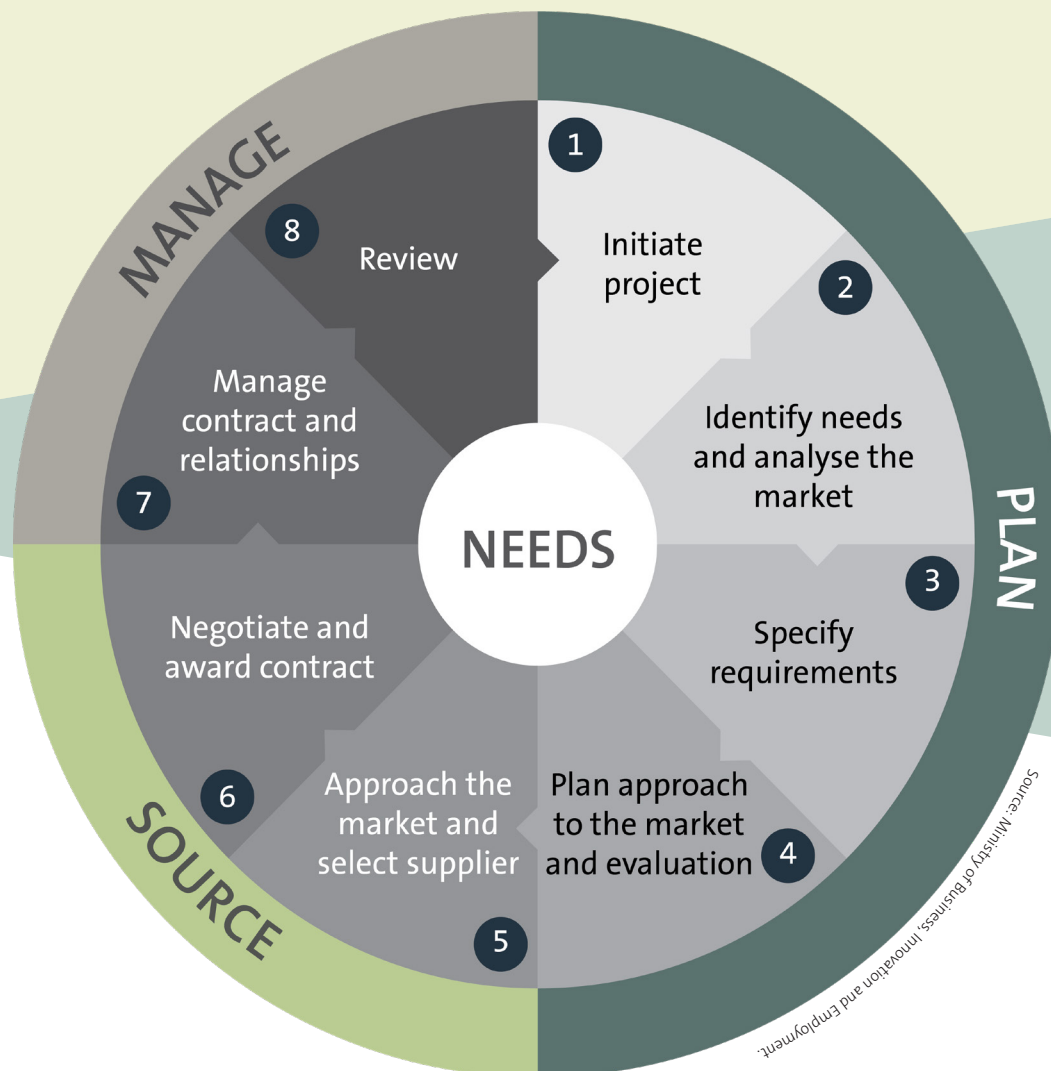 MANAGE
PLAN
SOURCE
NEEDS
1
Initiate
project
2
Identify needs
and analyse the
market
3
Specify
requirements
4
Plan approach
to the market
and evaluation
5
Approach the
market and
select supplier
6
Negotiate and
award contract
7
Manage
contract and
relationships
8
Review
Source: Ministry of Business, Innovation and Employment.